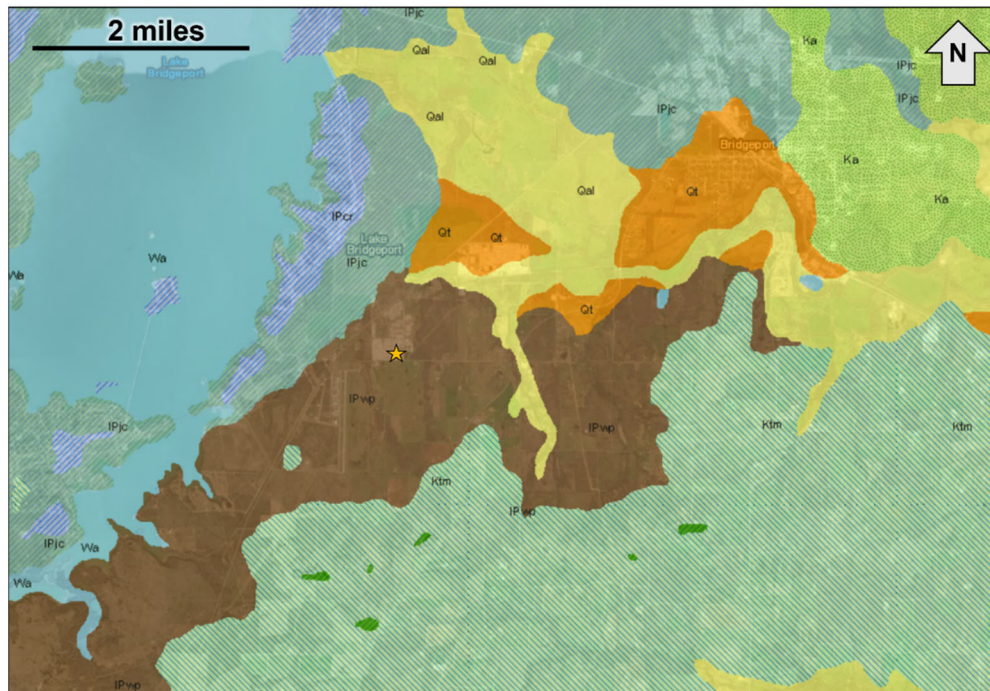 2 miles
N
IPjc
Qal
Qal
Ka
IPjc
IPjc
Lake
Bridgeport
Qal
IPjc
Bridgeport
Ka
Qal
Qt
Ka
IPcr
Qt
Qt
Lake
Bridgeport
IPjc
Wa
Wa
Qt
IPwp
IPjc
IPwp
Ktm
Ktm
Ktm
IPwp
IPjc
Wa
Wa
IPwp